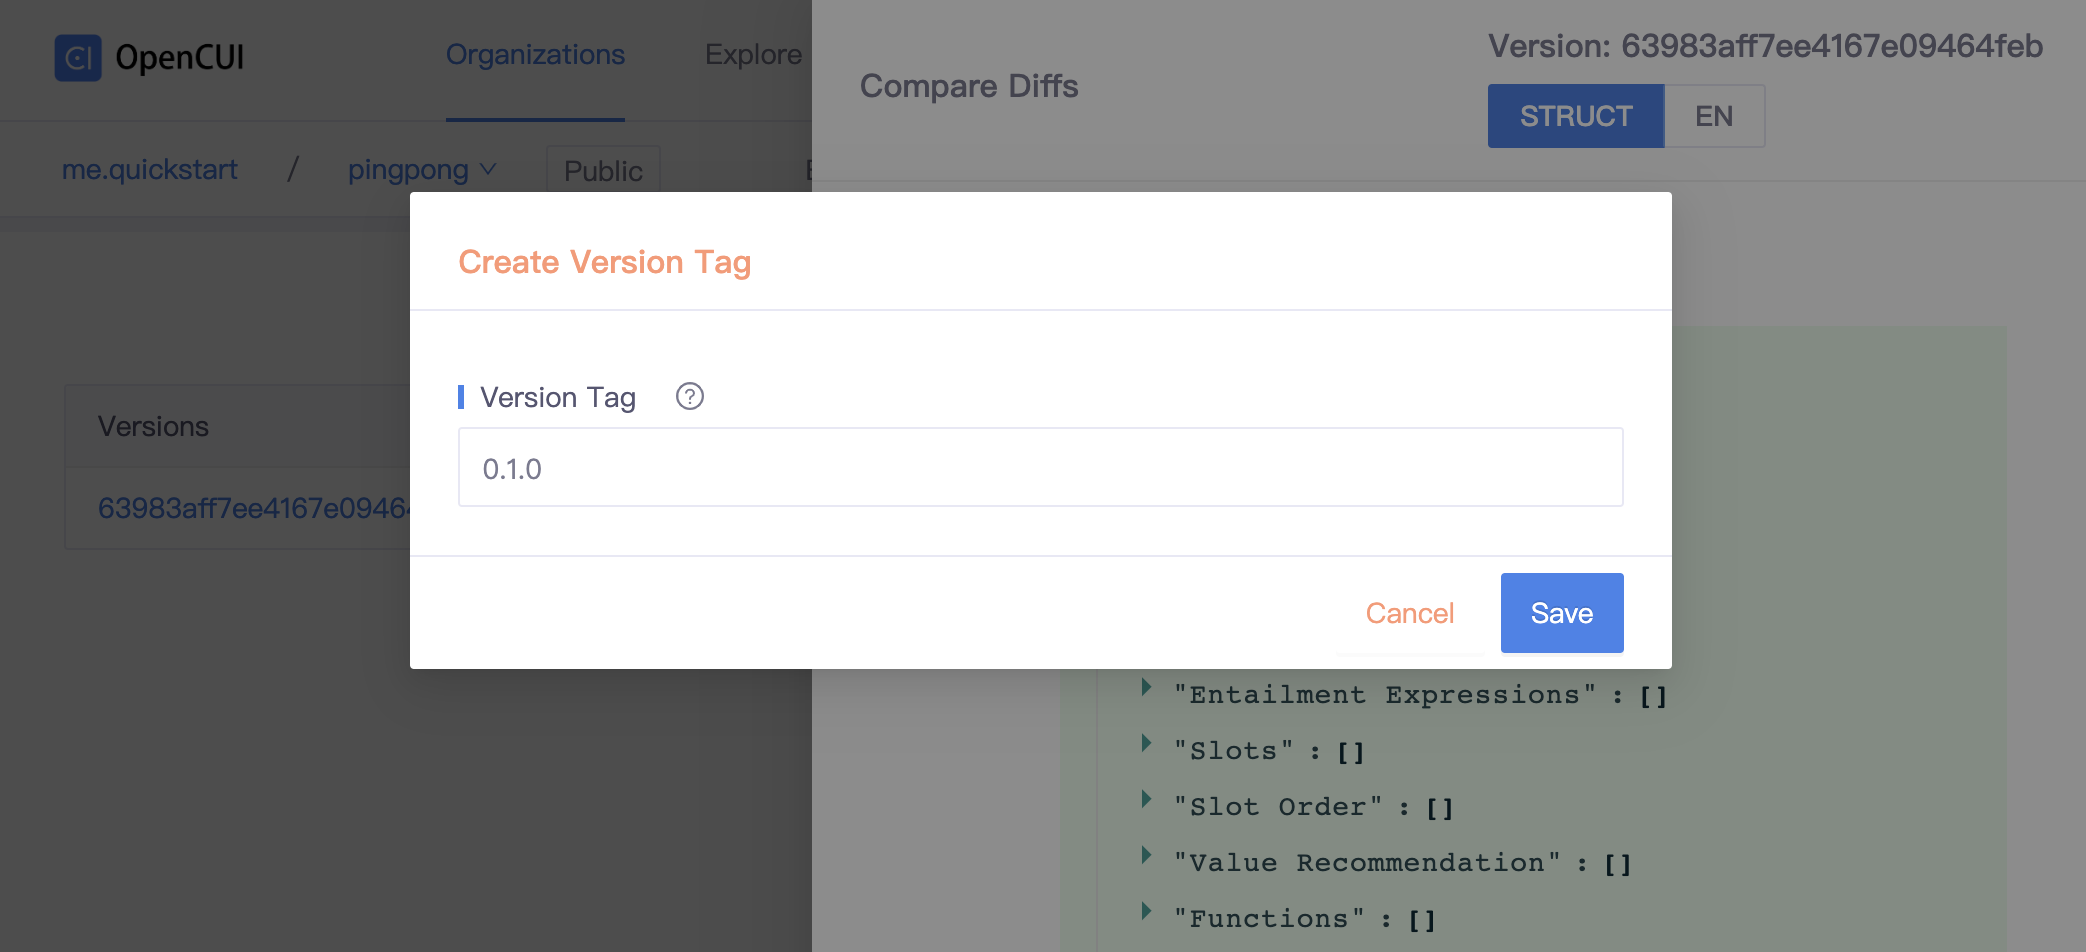 CI OpenCUI
Organizations
Explore
Version: 63983aff7ee4167e09464feb
Compare Diffs
STRUCT
EN
me.quickstart / pingpong
Public
Create Version Tag
Version Tag ?
0.1.0
Versions
63983aff7ee4167e0946
Cancel
Save
"Entailment Expressions" : []
"Slots" : []
"Slot Order" : []
"Value Recommendation" : []
"Functions" : []